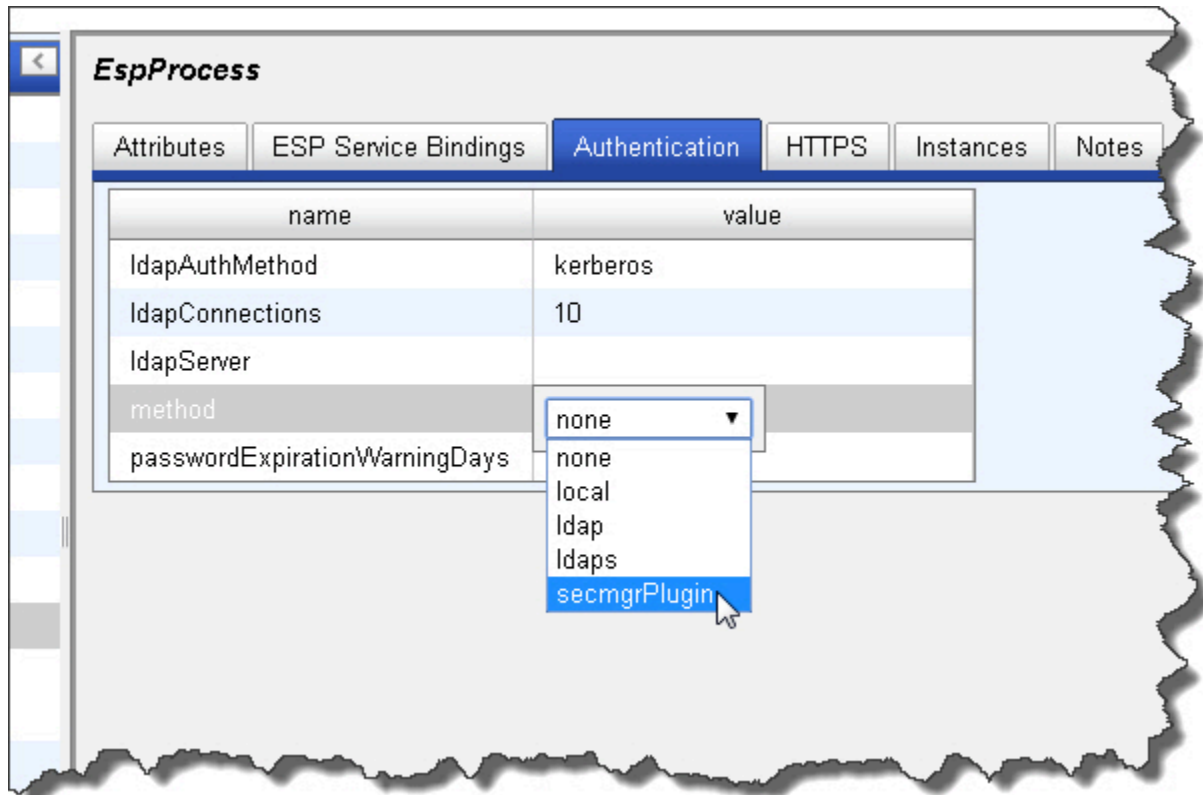 EspProcess
Attributes ESP Service Bindings Authentication HTTPS Instances Notes
name value
ldapAuthMethod kerberos
ldapConnections 10
ldapServer
method none
passwordExpirationWarningDays
none
local
ldap
ldaps
secmgrPlugin